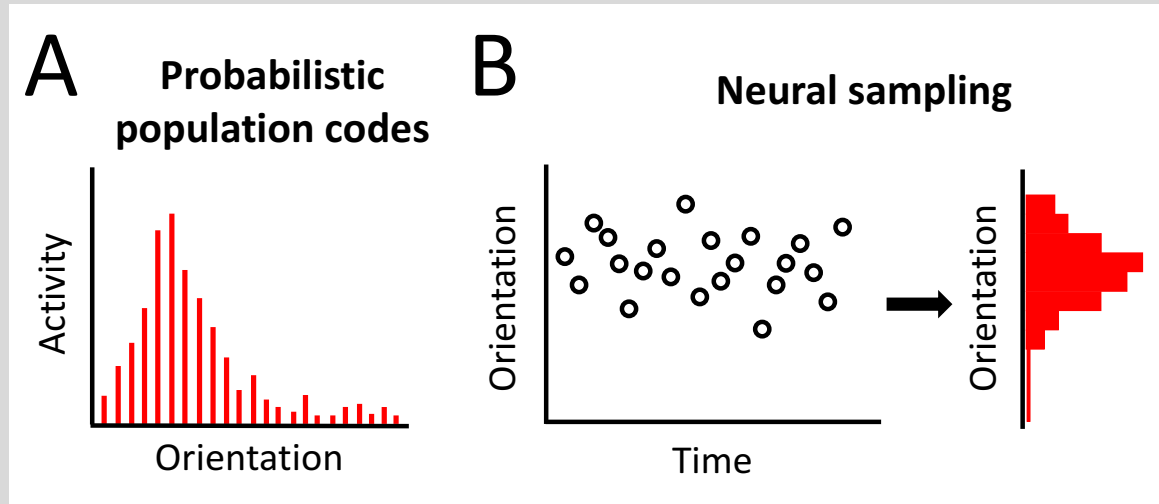 A
Probabilistic
population codes
Activity
Orientation
B
Neural sampling
Orientation
Time
Orientation